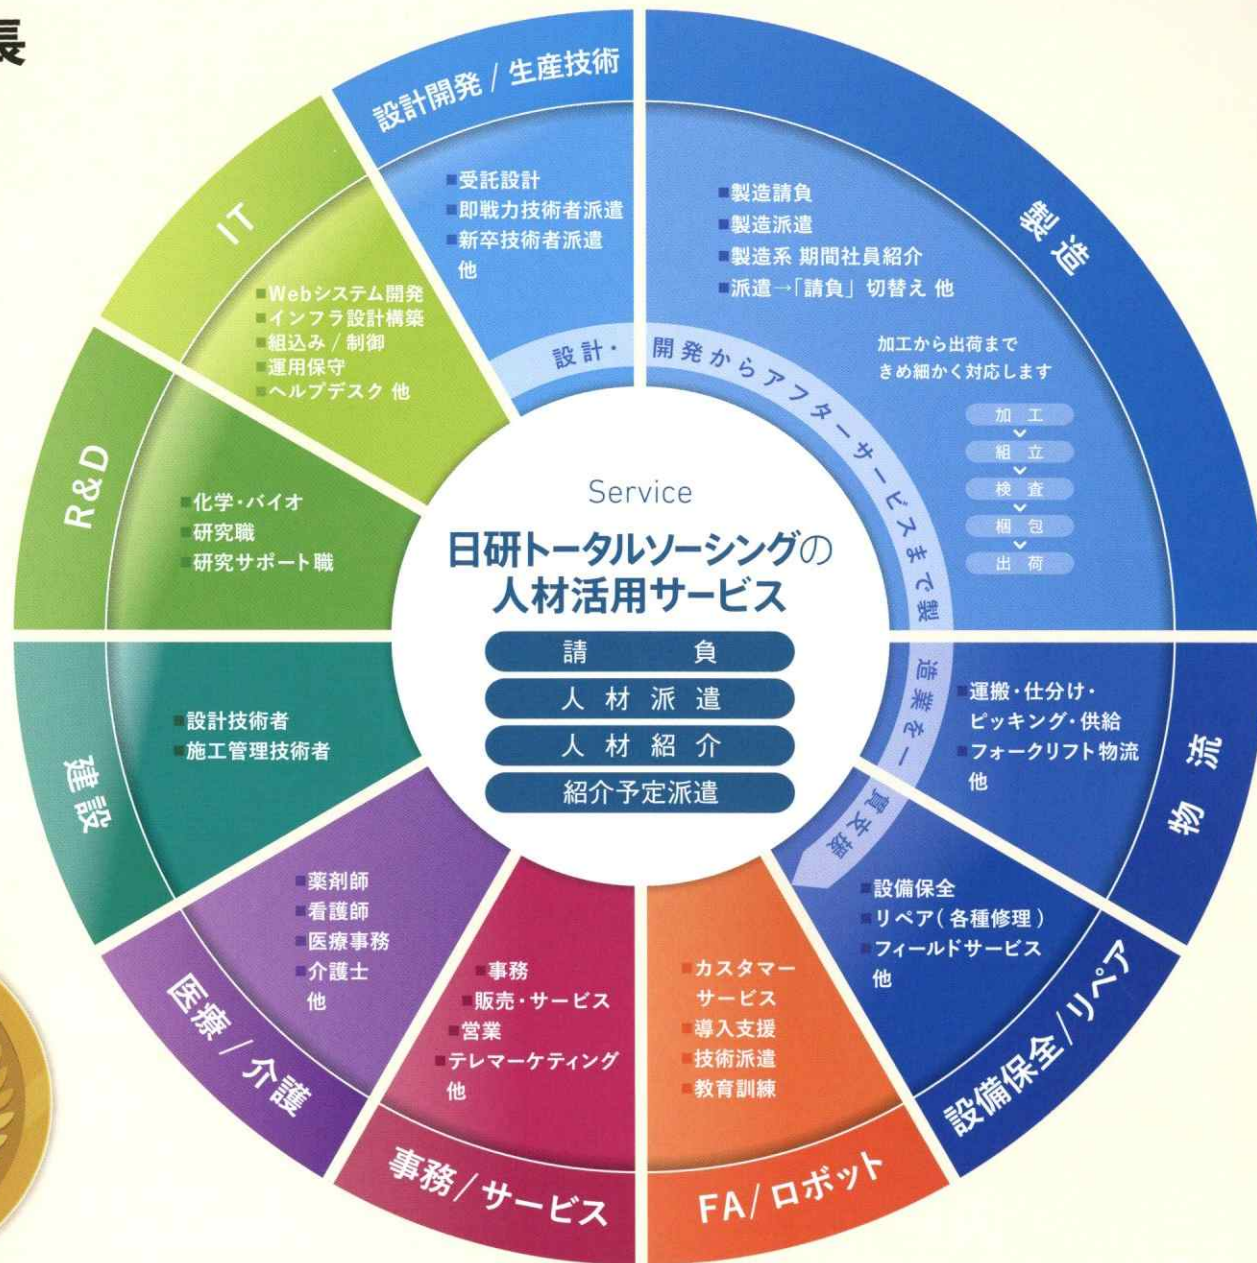 長
設計開発 / 生産技術
■受託設計
■即戦力技術者派遣
■新卒技術者派遣
他
製造
■製造請負
■製造派遣
■製造系 期間社員紹介
■派遣→「請負」切替え 他
加工から出荷まで
きめ細かく対応します
加工
組立
検査
梱包
出荷
設計・開発からアフターサービスまで製造業を一貫支援
物流
■運搬・仕分け・
ピッキング・供給
■フォークリフト物流
他
設備保全/リペア
■設備保全
■リペア(各種修理)
■フィールドサービス
他
FA/ロボット
■カスタマー
サービス
■導入支援
■技術派遣
■教育訓練
事務/サービス
■事務
■販売・サービス
■営業
■テレマーケティング
他
医療/介護
■薬剤師
■看護師
■医療事務
■介護士
他
建設
■設計技術者
■施工管理技術者
R&D
■化学・バイオ
■研究職
■研究サポート職
IT
■Webシステム開発
■インフラ設計構築
■組込み / 制御
■運用保守
■ヘルプデスク 他
Service
日研トータルソーシングの
人材活用サービス
請負
人材派遣
人材紹介
紹介予定派遣